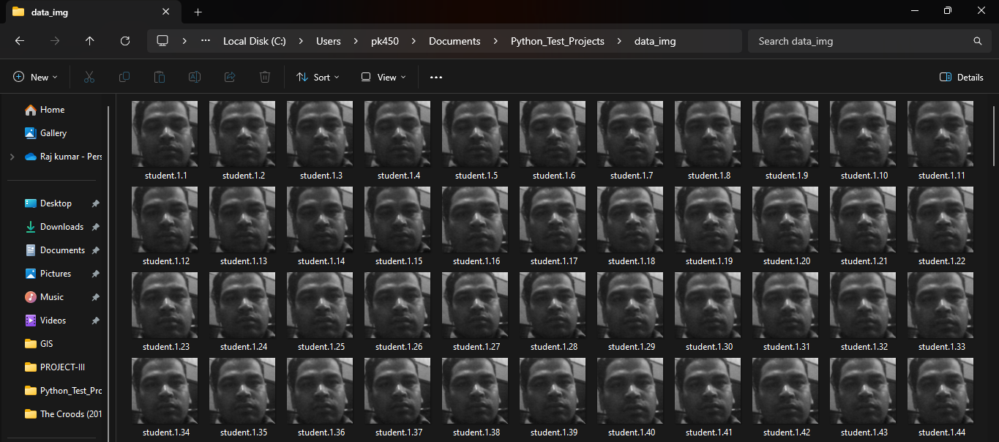 data_img
Local Disk (C:) Users pk450 Documents Python_Test_Projects data_img
Search data_img
New Sort View Details
Home
Gallery
Raj kumar - Pers
Desktop
Downloads
Documents
Pictures
Music
Videos
GIS
PROJECT-III
Python_Test_Pro
The Croods (201
student.1.1 student.1.2 student.1.3 student.1.4 student.1.5 student.1.6 student.1.7 student.1.8 student.1.9 student.1.10 student.1.11
student.1.12 student.1.13 student.1.14 student.1.15 student.1.16 student.1.17 student.1.18 student.1.19 student.1.20 student.1.21 student.1.22
student.1.23 student.1.24 student.1.25 student.1.26 student.1.27 student.1.28 student.1.29 student.1.30 student.1.31 student.1.32 student.1.33
student.1.34 student.1.35 student.1.36 student.1.37 student.1.38 student.1.39 student.1.40 student.1.41 student.1.42 student.1.43 student.1.44